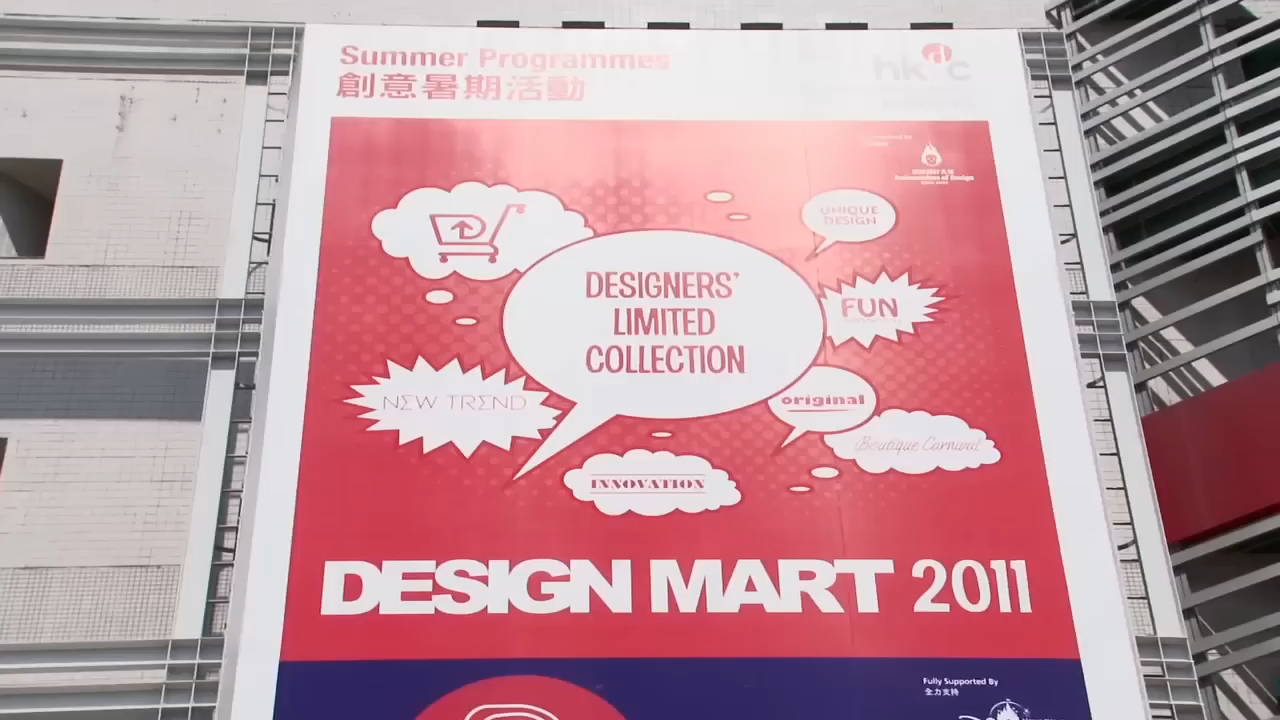 Summer Programmes
創意暑期活動
hk c
UNIQUE
DESIGN
DESIGNERS'
LIMITED
COLLECTION
FUN
NEW TREND
original
Boutique Carnival
INNOVATION
DESIGN MART 2011
Fully Supported By
全力支持